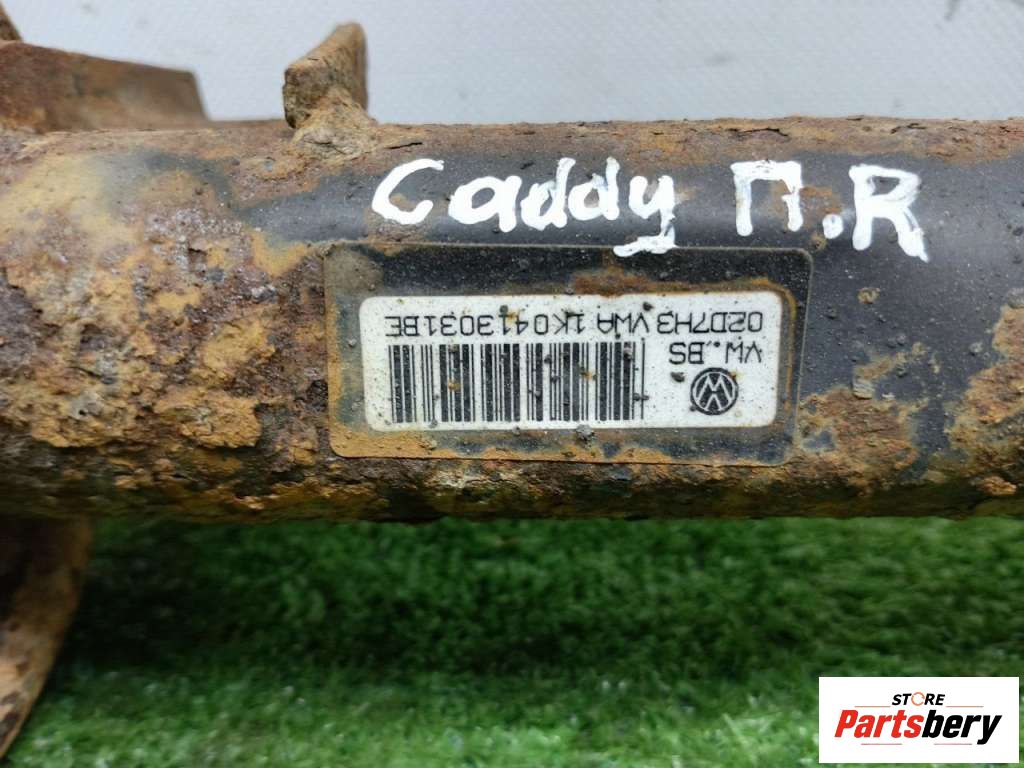 Caddy П.R
VW.BS
02D7H3 VWA 1K0413031BE
STORE
Partsbery